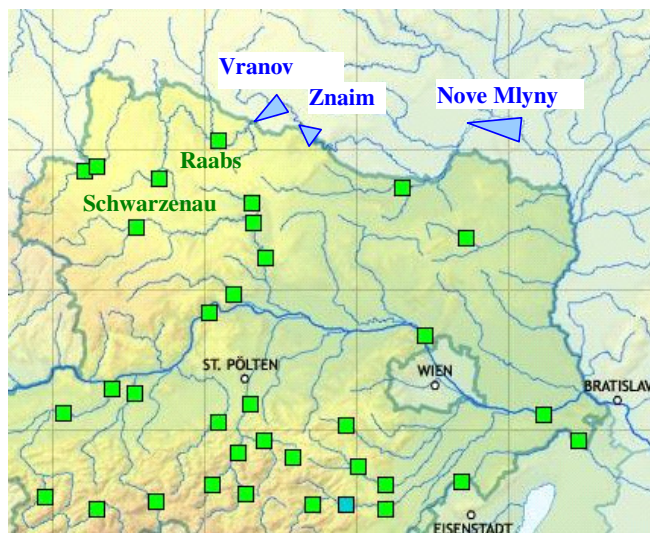 Vranov
Znaim
Nove Mlyny
Raabs
Schwarzenau
ST. PÖLTEN
WIEN
BRATISLAV
EISENSTADT